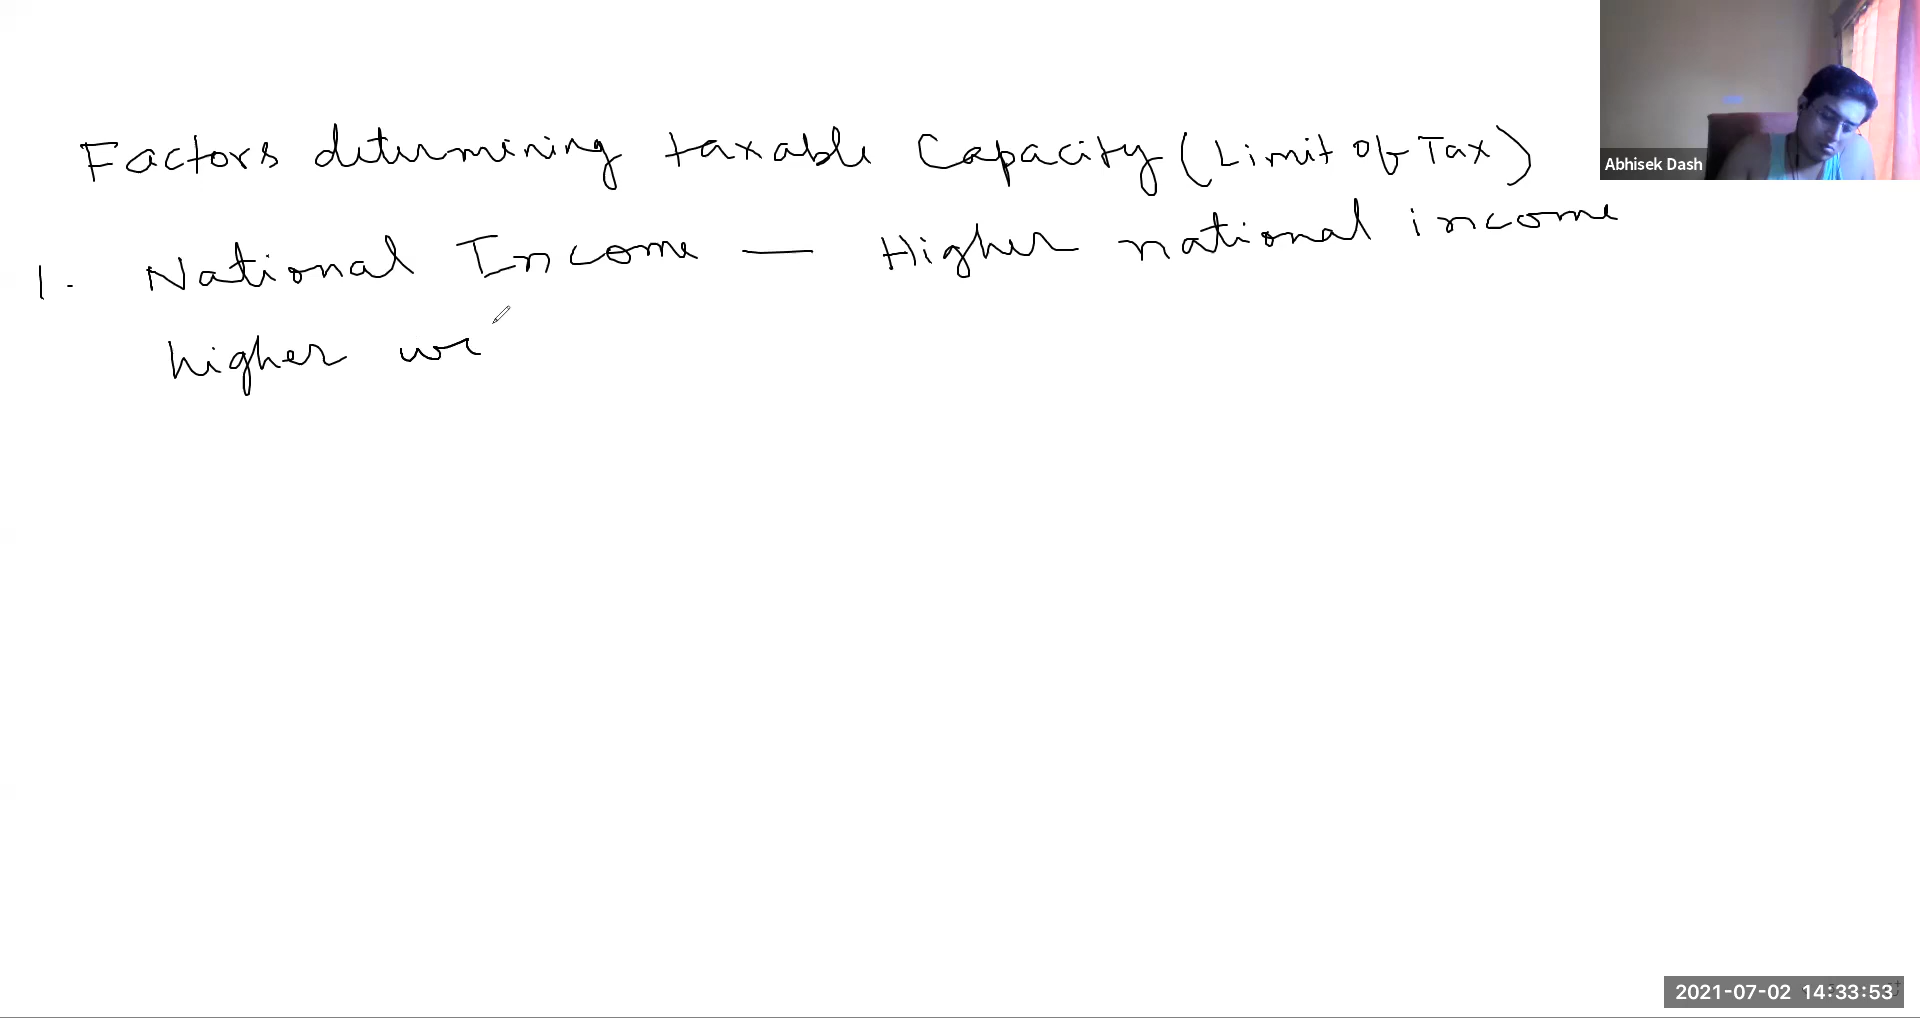 Factors determining taxable Capacity (Limit of Tax)
Abhisek Dash
1. National Income — Higher national income
higher wi
2021-07-02 14:33:53